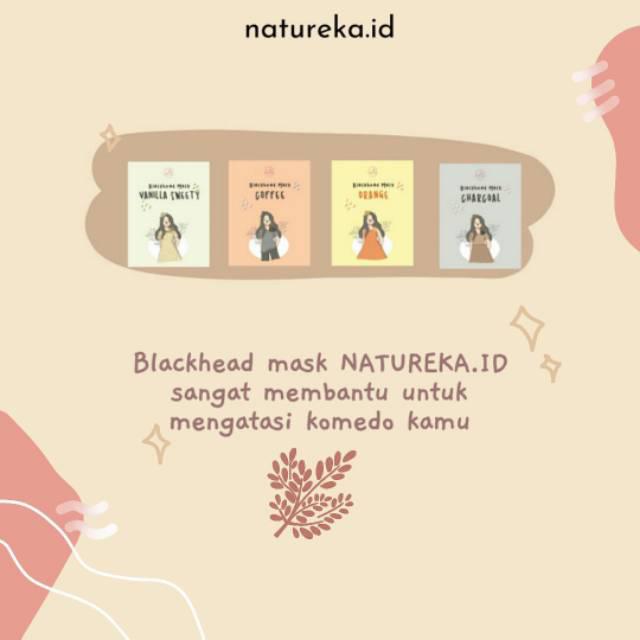 natureka.id
Blackhead Mask
VANILLA SWEETY
Blackhead Mask
COFFEE
Blackhead Mask
ORANGE
Blackhead Mask
CHARCOAL
Blackhead mask NATUREKA.ID
sangat membantu untuk
mengatasi komedo kamu